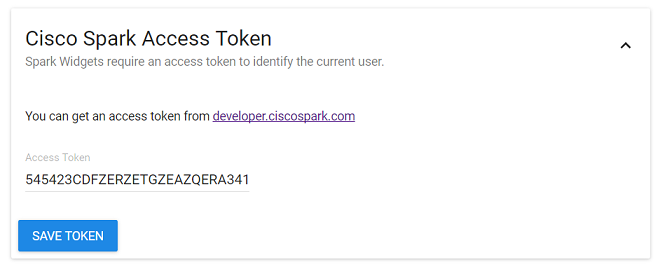 Cisco Spark Access Token
Spark Widgets require an access token to identify the current user.
You can get an access token from developer.ciscospark.com
Access Token
545423CDFZERZETGZEAZQERA341
SAVE TOKEN